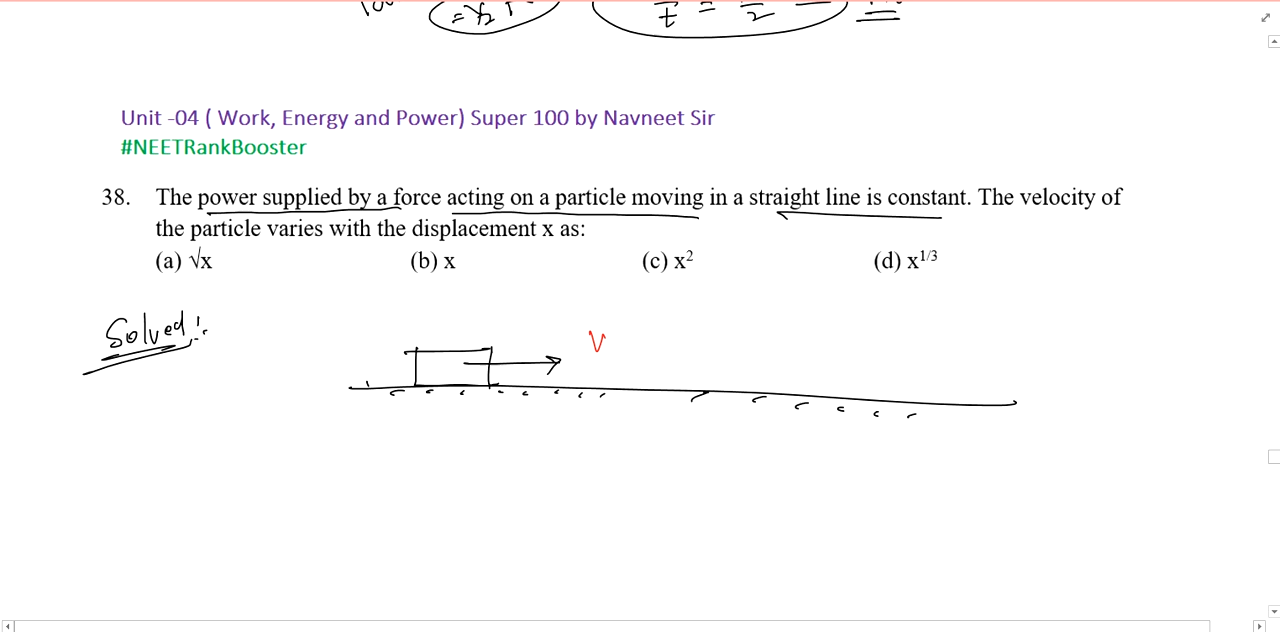 Unit -04 ( Work, Energy and Power) Super 100 by Navneet Sir
#NEETRankBooster
38. The power supplied by a force acting on a particle moving in a straight line is constant. The velocity of
the particle varies with the displacement x as:
(a) √x (b) x (c) x² (d) x¹ᐟ³
Solved:
V